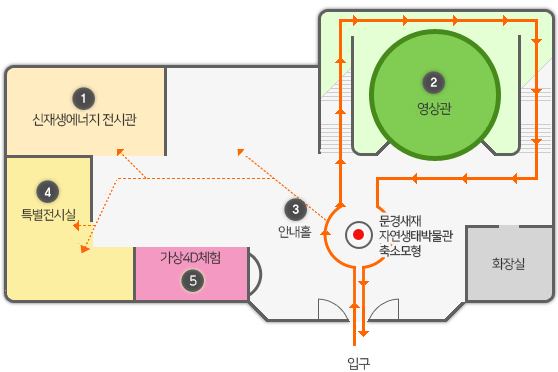 1
신재생에너지 전시관
2
영상관
4
특별전시실
3
안내홀
문경새재
자연생태박물관
축소모형
가상4D체험
5
화장실
입구